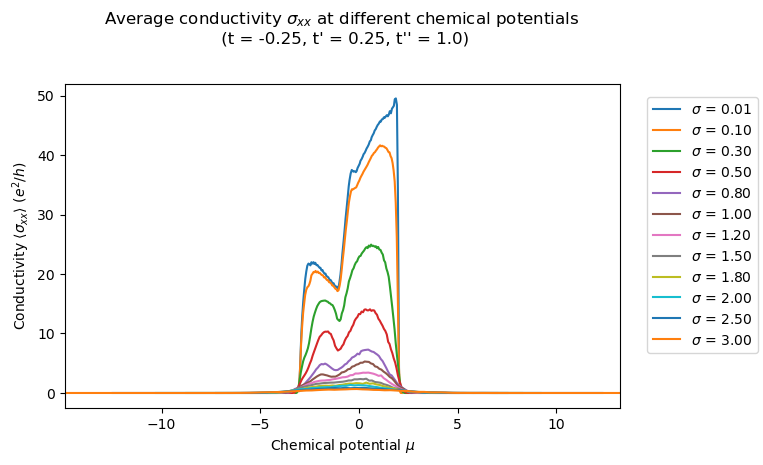 Average conductivity σxx at different chemical potentials
(t = -0.25, t' = 0.25, t'' = 1.0)
50
40
30
20
10
0
Conductivity ⟨σxx⟩ (e²/h)
−10
−5
0
5
10
Chemical potential μ
σ = 0.01
σ = 0.10
σ = 0.30
σ = 0.50
σ = 0.80
σ = 1.00
σ = 1.20
σ = 1.50
σ = 1.80
σ = 2.00
σ = 2.50
σ = 3.00